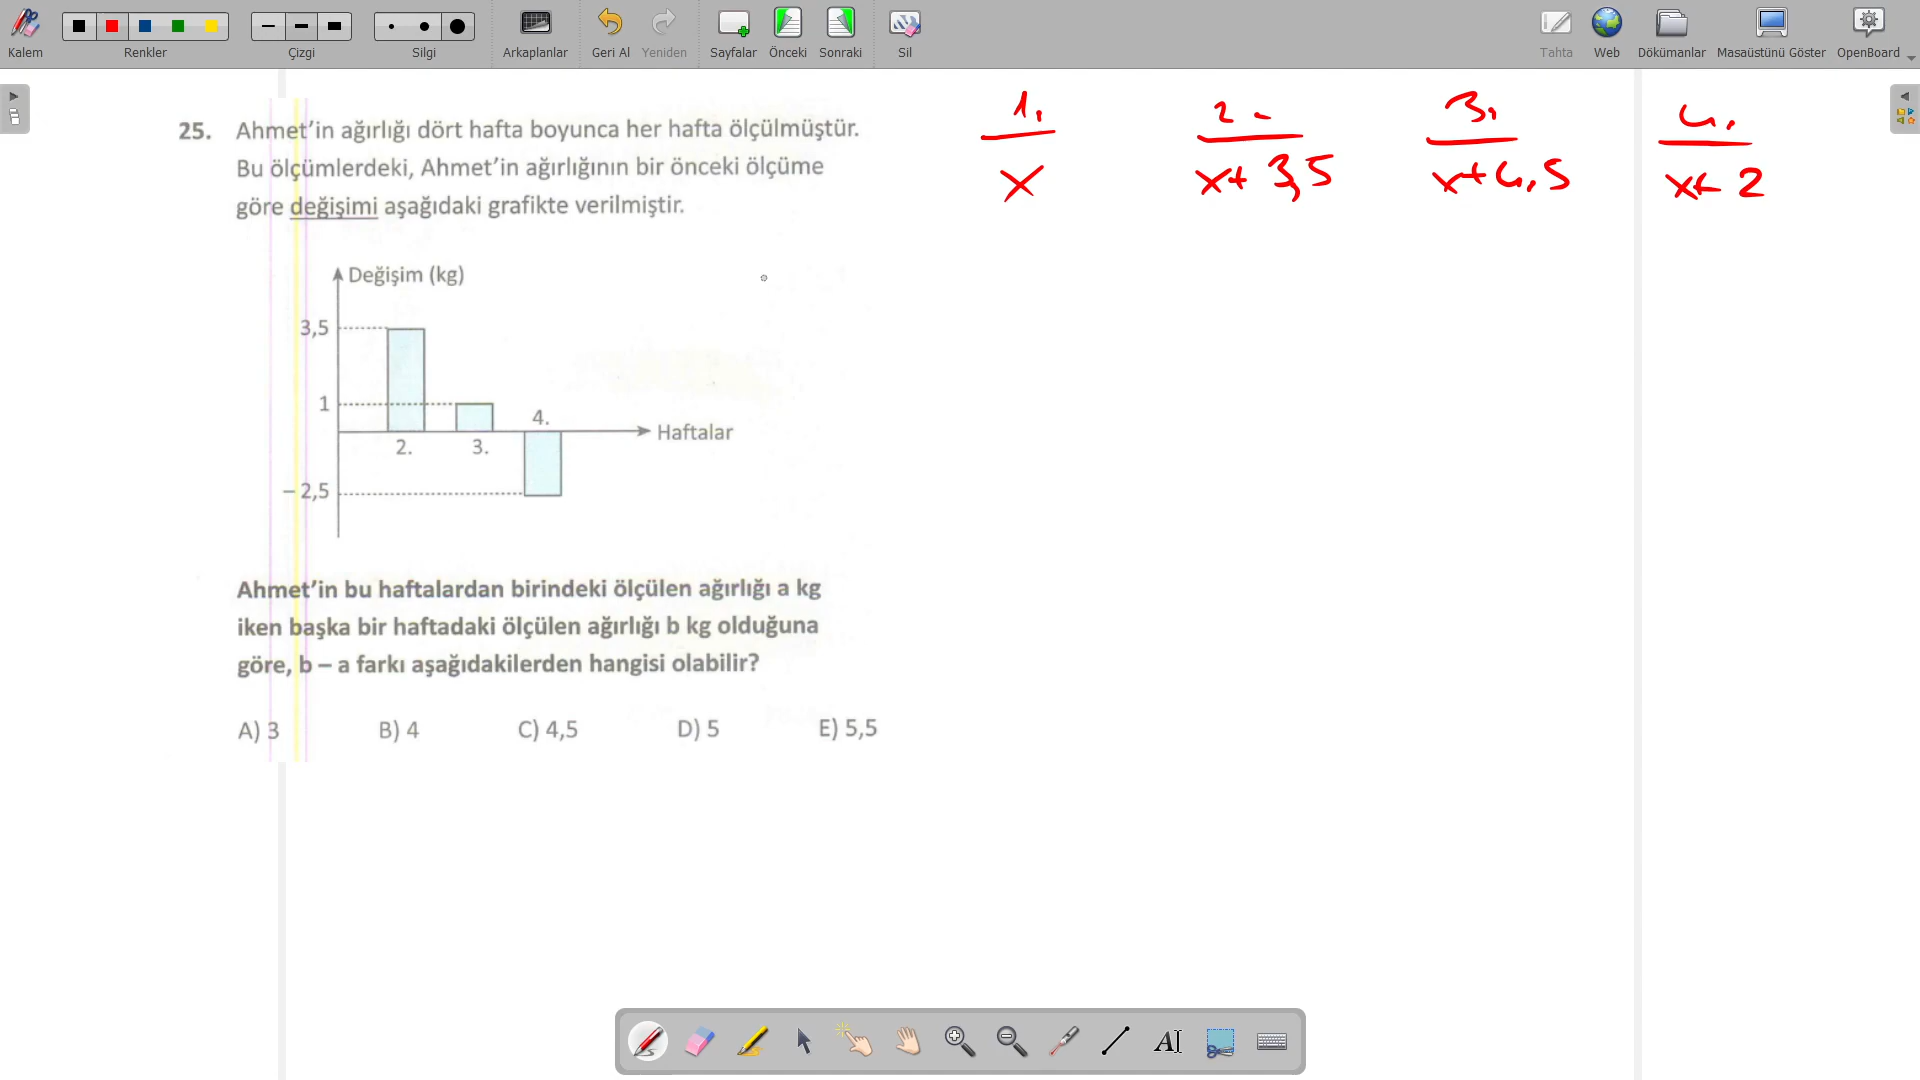 Kalem Renkler Çizgi Silgi Arkaplanlar Geri Al Yeniden Sayfalar Önceki Sonraki Sil Tahta Web Dökümanlar Masaüstünü Göster OpenBoard
1. 2. 3. 4.
x x+3,5 x+4,5 x+2
25. Ahmet’in ağırlığı dört hafta boyunca her hafta ölçülmüştür.
Bu ölçümlerdeki, Ahmet’in ağırlığının bir önceki ölçüme
göre değişimi aşağıdaki grafikte verilmiştir.
Değişim (kg)
3,5
1
4.
Haftalar
2. 3.
– 2,5
Ahmet’in bu haftalardan birindeki ölçülen ağırlığı a kg
iken başka bir haftadaki ölçülen ağırlığı b kg olduğuna
göre, b – a farkı aşağıdakilerden hangisi olabilir?
A) 3 B) 4 C) 4,5 D) 5 E) 5,5